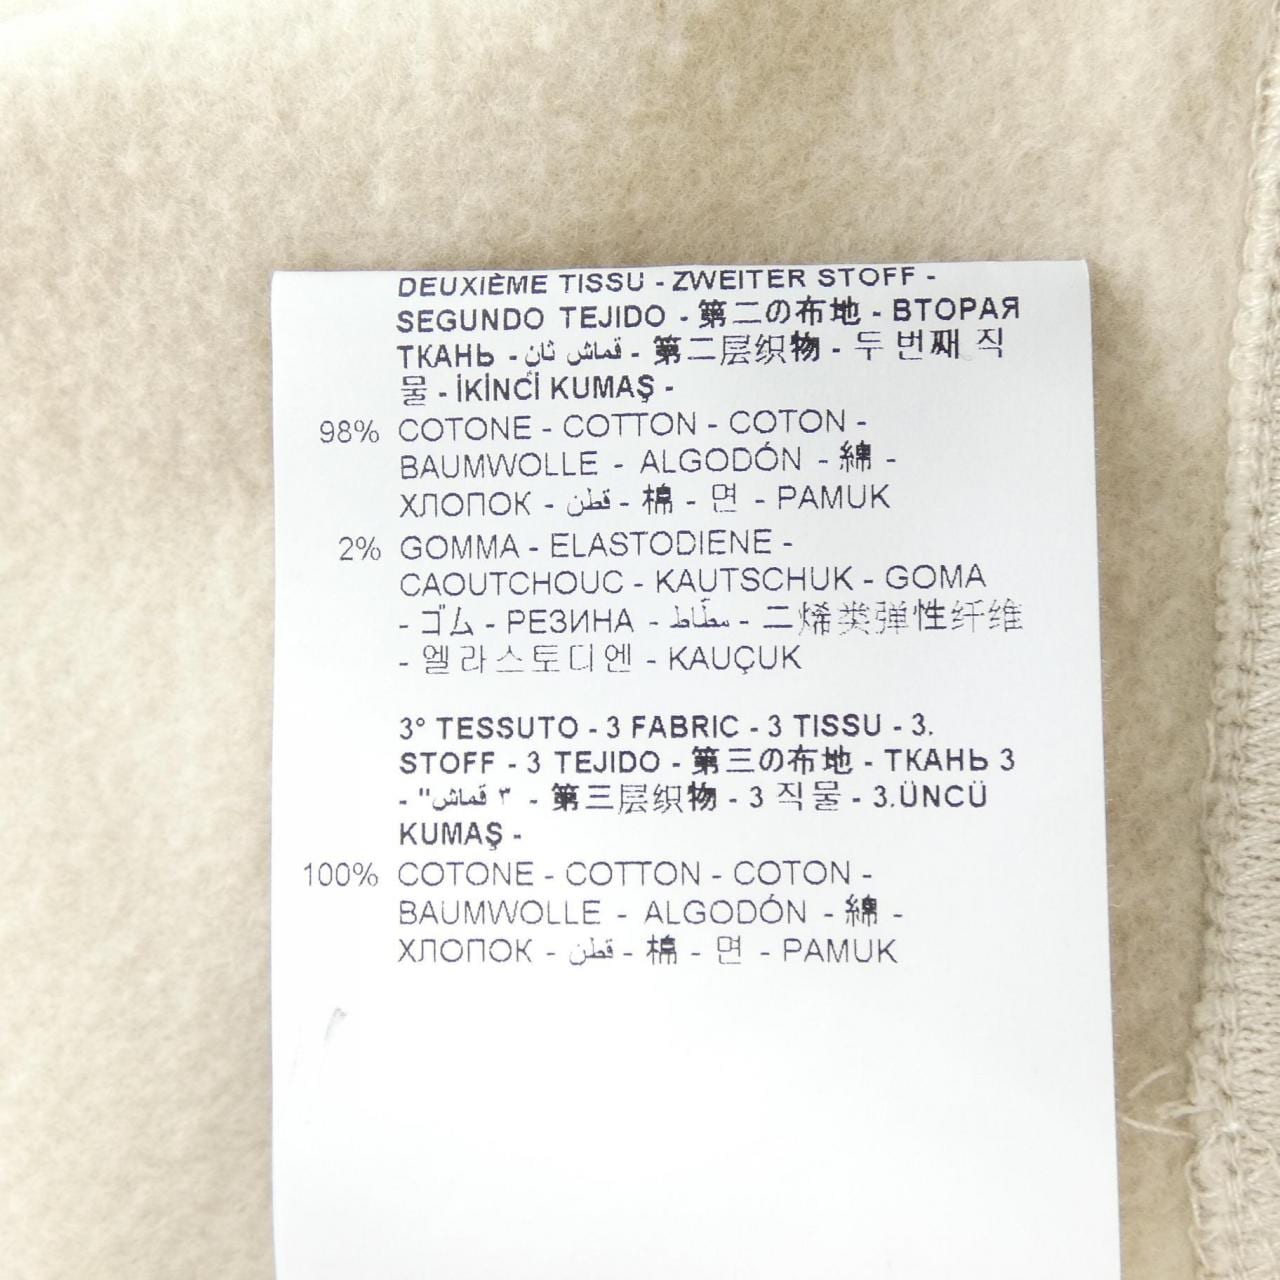 DEUXIÈME TISSU - ZWEITER STOFF -
SEGUNDO TEJIDO - 第二の布地 - ВТОРАЯ
ТКАНЬ - قماش ثان - 第二层织物 - 두 번째 직
물 - İKİNCİ KUMAŞ -
98% COTONE - COTTON - COTON -
BAUMWOLLE - ALGODÓN - 綿 -
ХЛОПОК - قطن - 棉 - 면 - PAMUK
2% GOMMA - ELASTODIENE -
CAOUTCHOUC - KAUTSCHUK - GOMA
- ゴム - РЕЗИНА - مطّاط - 二烯类弹性纤维
- 엘라스토디엔 - KAUÇUK
3° TESSUTO - 3 FABRIC - 3 TISSU - 3.
STOFF - 3 TEJIDO - 第三の布地 - ТКАНЬ 3
- "قماش ٣ - 第三层织物 - 3 직물 - 3.ÜNCÜ
KUMAŞ -
100% COTONE - COTTON - COTON -
BAUMWOLLE - ALGODÓN - 綿 -
ХЛОПОК - قطن - 棉 - 면 - PAMUK